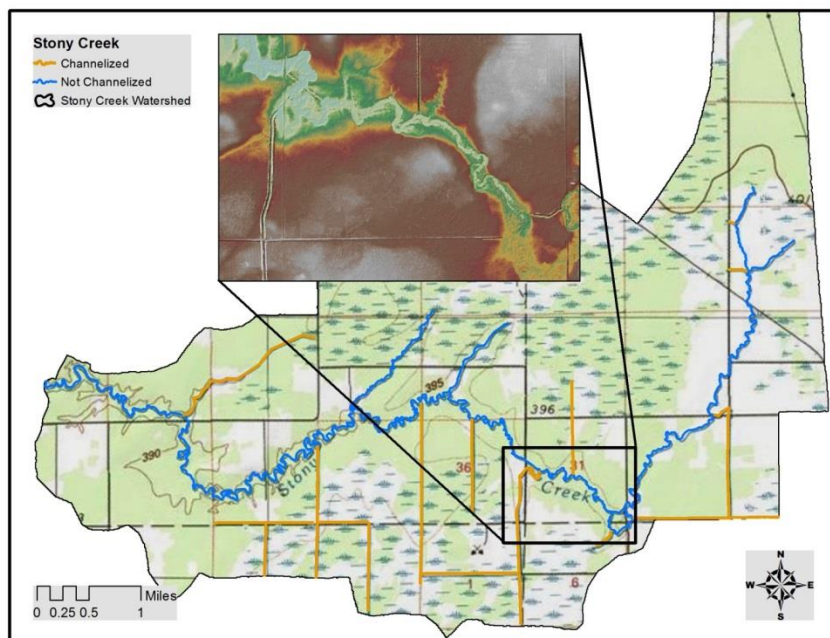 Stony Creek
Channelized
Not Channelized
Stony Creek Watershed
401
395
396
390
Stony
36
31
Creek
1
6
Miles
0 0.25 0.5 1
N
W E
S